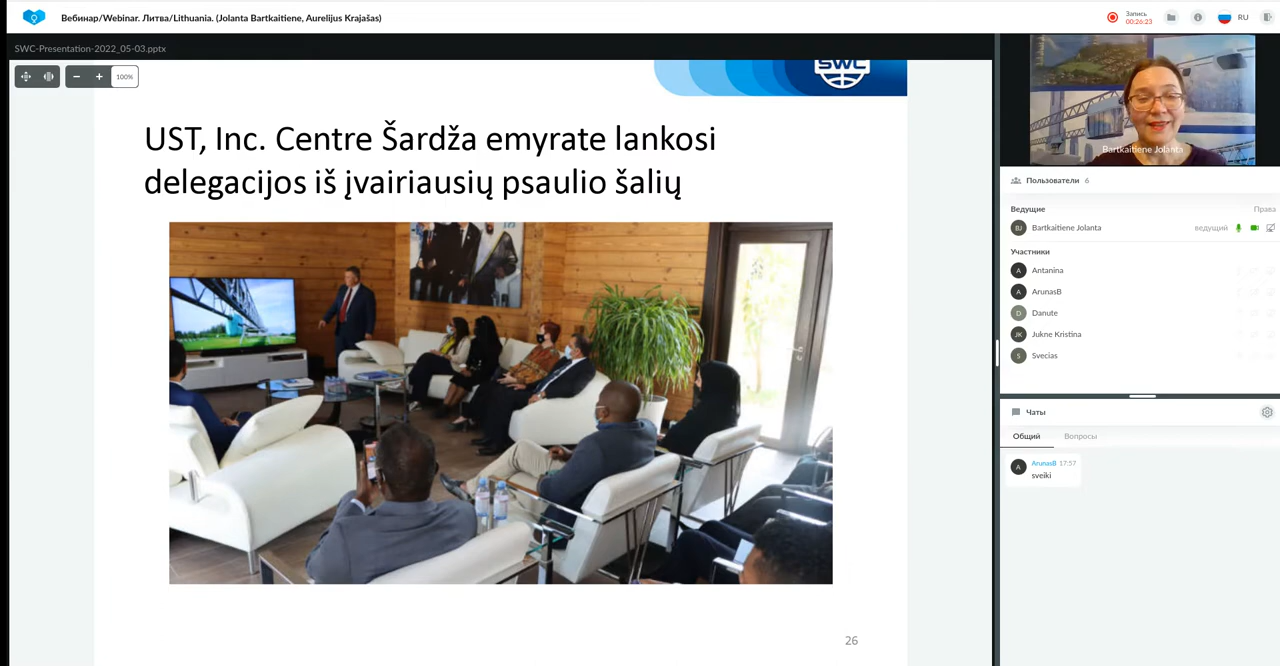 Вебинар/Webinar. Литва/Lithuania. (Jolanta Bartkaitiene, Aurelijus Krajašas)
Запись
00:26:23
RU
SWC-Presentation-2022_05-03.pptx
100%
SWC
UST, Inc. Centre Šardža emyrate lankosi
delegacijos iš įvairiausių psaulio šalių
26
Bartkaitiene Jolanta
Пользователи 6
Ведущие Права
BJ Bartkaitiene Jolanta ведущий
Участники
A Antanina
A ArunasB
D Danute
JK Jukne Kristina
S Svecias
Чаты
Общий Вопросы
A ArunasB 17:57
sveiki